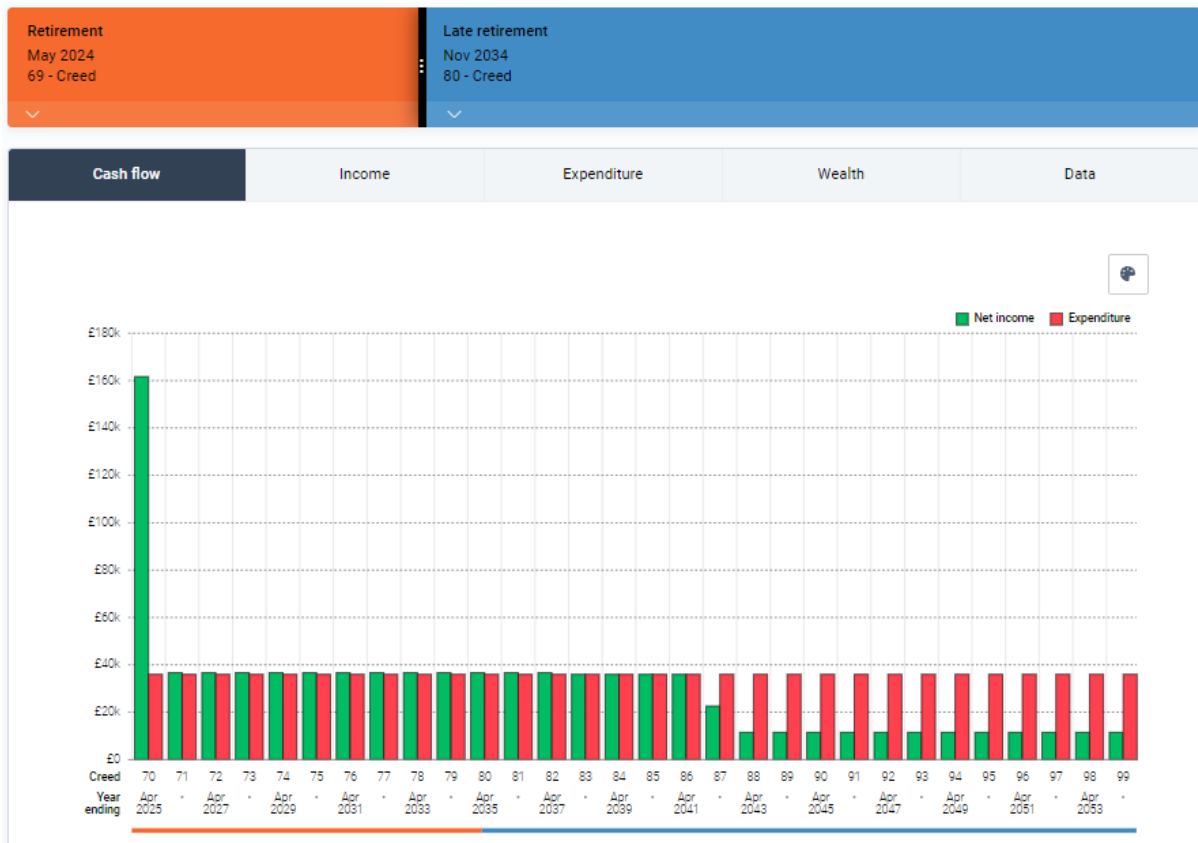 Retirement
May 2024
69 - Creed
Late retirement
Nov 2034
80 - Creed
Cash flow
Income
Expenditure
Wealth
Data
Net income
Expenditure
£180k
£160k
£140k
£120k
£100k
£80k
£60k
£40k
£20k
£0
Creed 70 71 72 73 74 75 76 77 78 79 80 81 82 83 84 85 86 87 88 89 90 91 92 93 94 95 96 97 98 99
Year Apr - Apr - Apr - Apr - Apr - Apr - Apr - Apr - Apr - Apr - Apr - Apr - Apr - Apr - Apr -
ending 2025 2027 2029 2031 2033 2035 2037 2039 2041 2043 2045 2047 2049 2051 2053